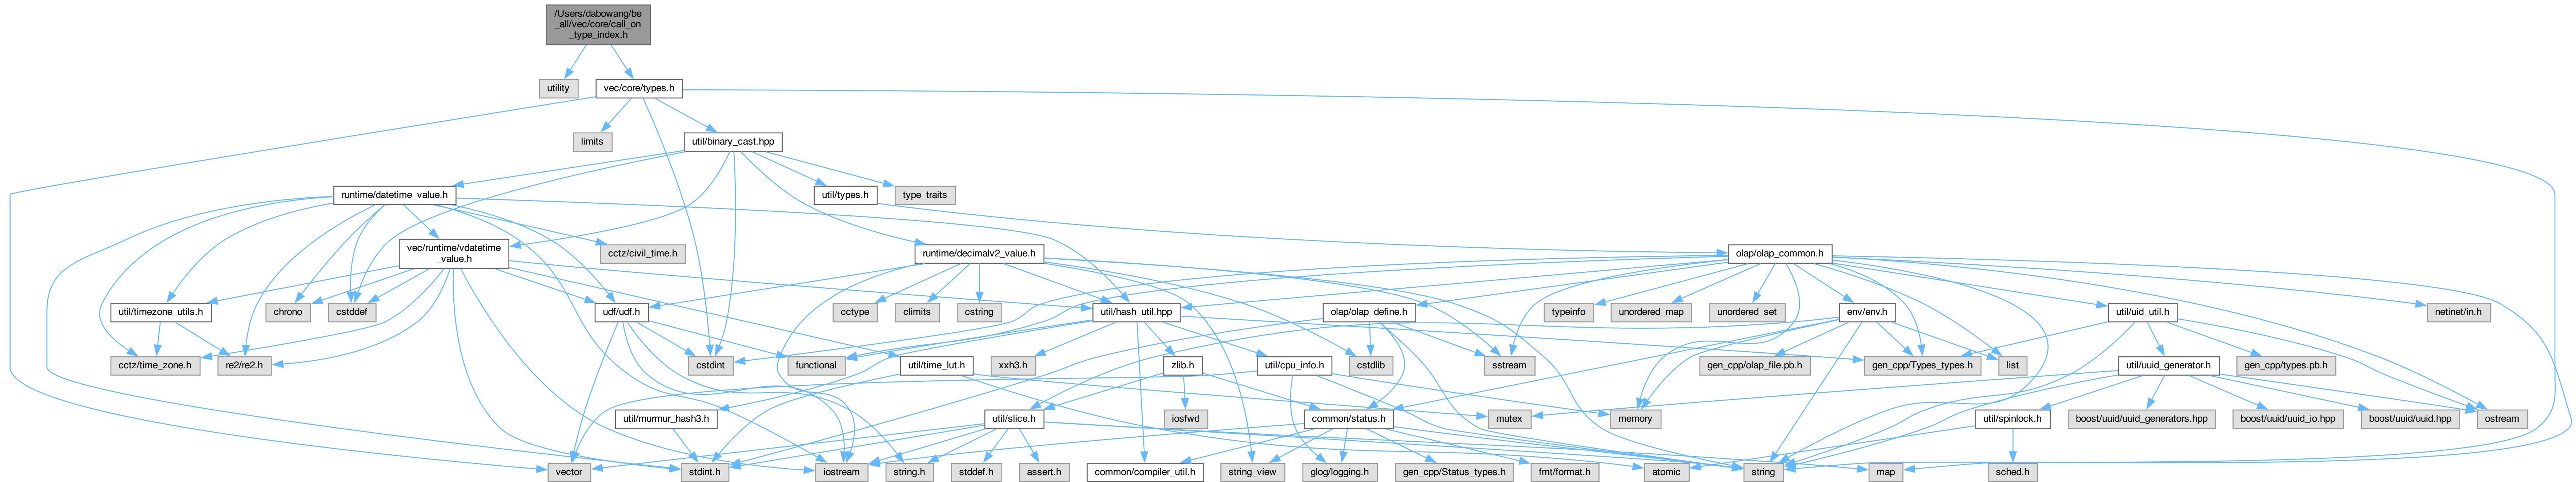 /Users/dabowang/be
_all/vec/core/call_on
_type_index.h
utility
vec/core/types.h
limits
util/binary_cast.hpp
runtime/datetime_value.h
util/types.h
type_traits
vec/runtime/vdatetime
_value.h
cctz/civil_time.h
runtime/decimalv2_value.h
olap/olap_common.h
util/timezone_utils.h
chrono
cstddef
udf/udf.h
cctype
climits
cstring
util/hash_util.hpp
olap/olap_define.h
typeinfo
unordered_map
unordered_set
env/env.h
util/uid_util.h
netinet/in.h
cctz/time_zone.h
re2/re2.h
cstdint
functional
util/time_lut.h
xxh3.h
zlib.h
util/cpu_info.h
cstdlib
sstream
gen_cpp/olap_file.pb.h
gen_cpp/Types_types.h
list
util/uuid_generator.h
gen_cpp/types.pb.h
util/murmur_hash3.h
util/slice.h
iosfwd
common/status.h
mutex
memory
util/spinlock.h
boost/uuid/uuid_generators.hpp
boost/uuid/uuid_io.hpp
boost/uuid/uuid.hpp
ostream
vector
stdint.h
iostream
string.h
stddef.h
assert.h
common/compiler_util.h
string_view
glog/logging.h
gen_cpp/Status_types.h
fmt/format.h
atomic
string
map
sched.h